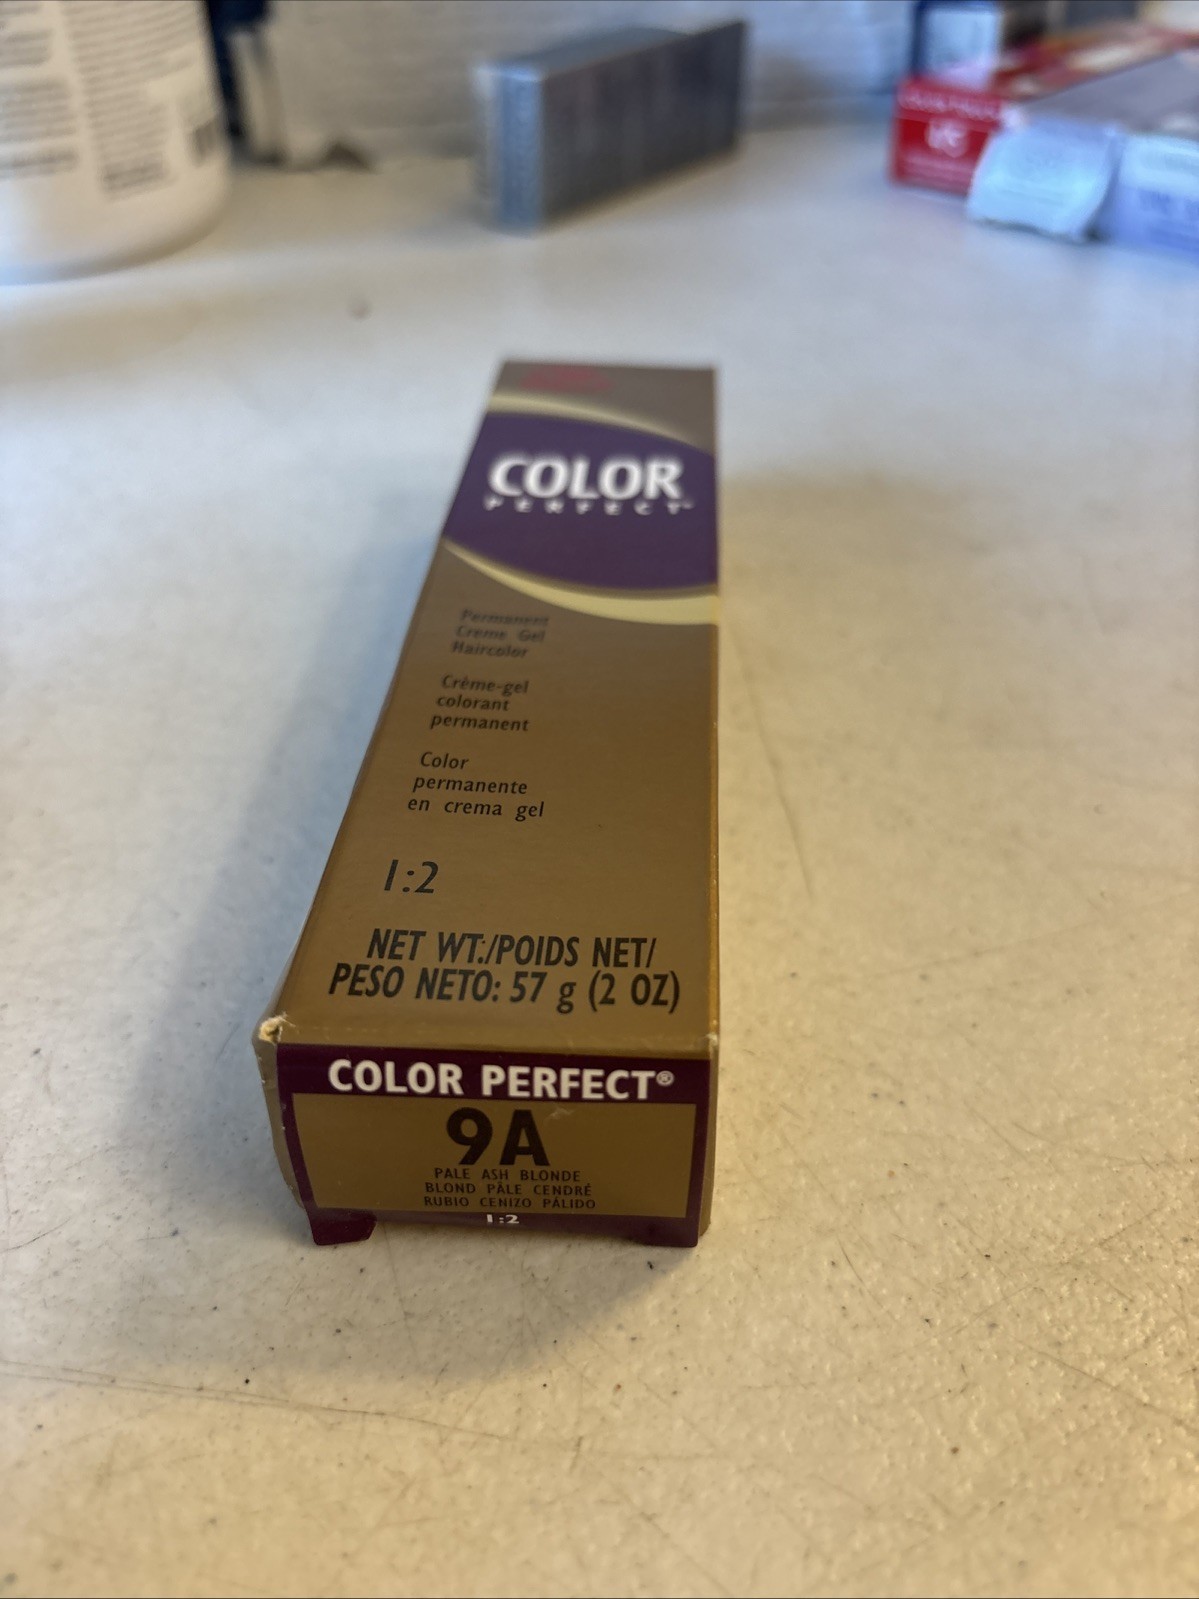 COLOR
PERFECT
Permanent
Creme Gel
Haircolor
Crème-gel
colorant
permanent
Color
permanente
en crema gel
1:2
NET WT./POIDS NET/
PESO NETO: 57 g (2 OZ)
COLOR PERFECT®
9A
PALE ASH BLONDE
BLOND PÂLE CENDRÉ
RUBIO CENIZO PÁLIDO
1:2